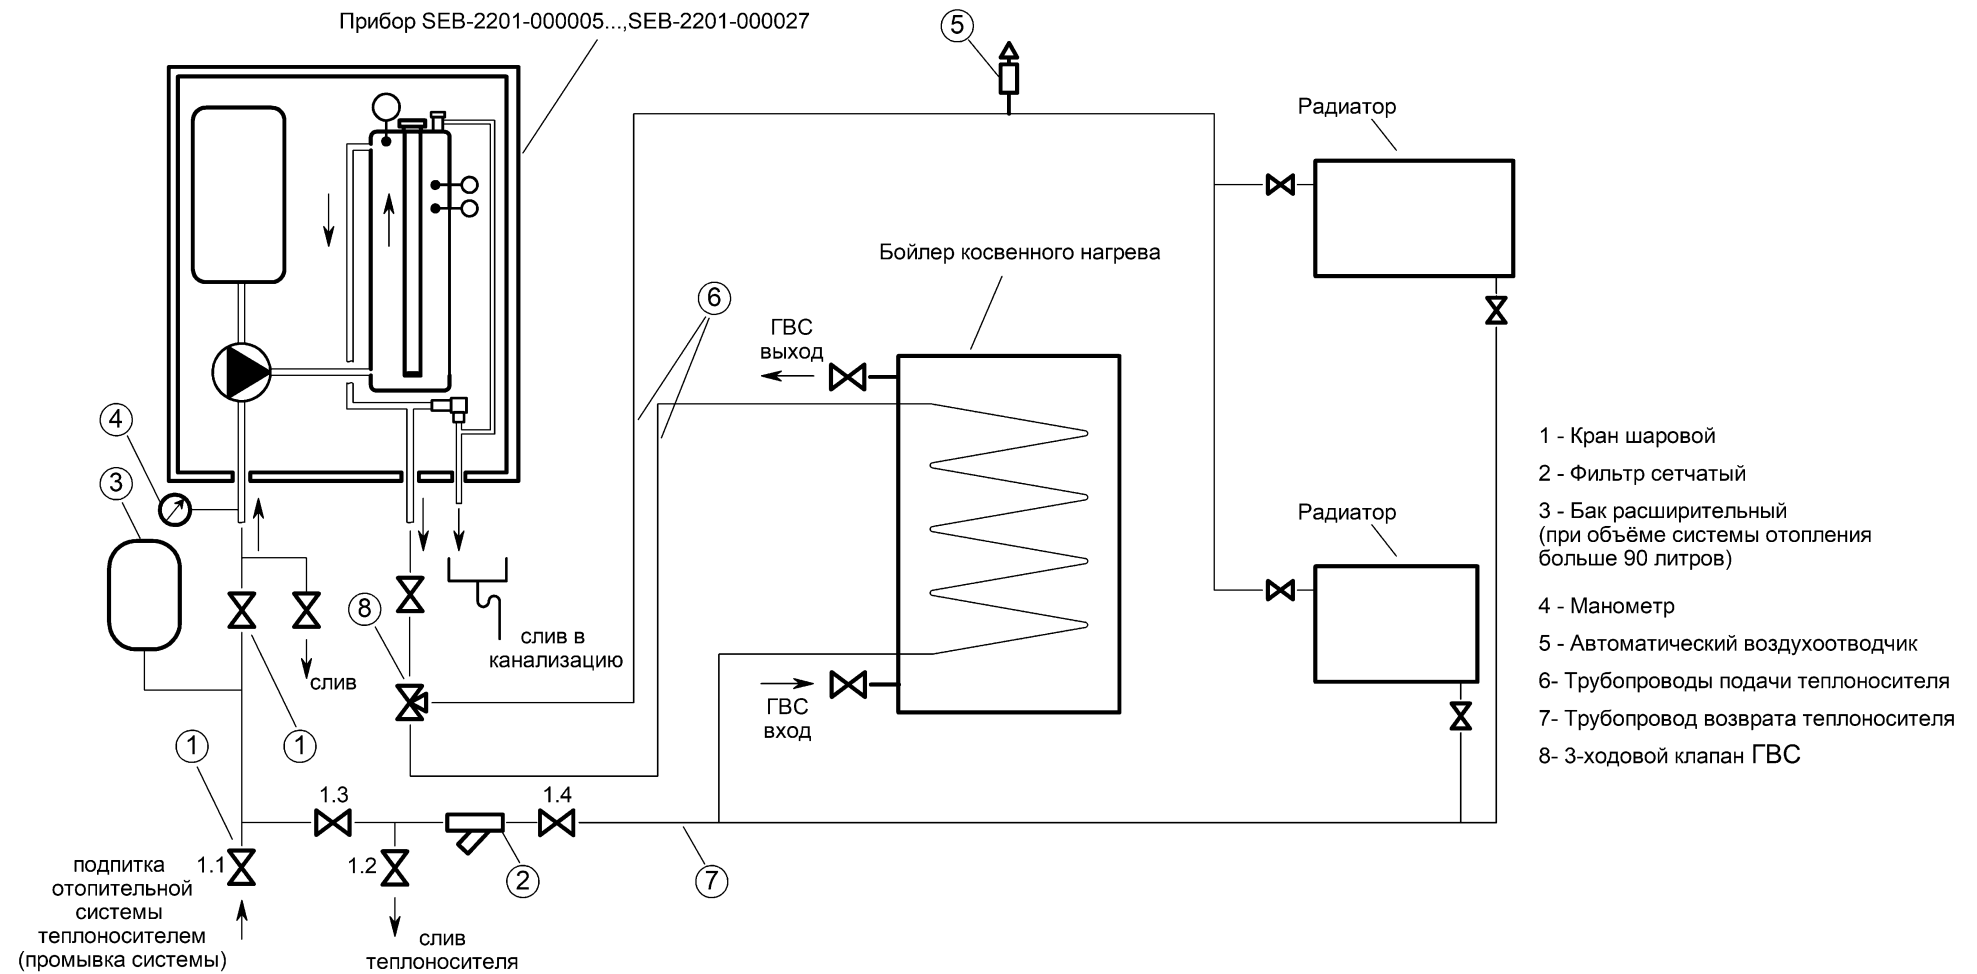 Прибор SEB-2201-000005...,SEB-2201-000027
5
Радиатор
Бойлер косвенного нагрева
6
ГВС
выход
4
3
8
слив в
канализацию
слив
Радиатор
ГВС
вход
1
1
1.3
1.4
1.1
1.2
2
7
подпитка
отопительной
системы
теплоносителем
(промывка системы)
слив
теплоносителя
1 - Кран шаровой
2 - Фильтр сетчатый
3 - Бак расширительный
(при объёме системы отопления
больше 90 литров)
4 - Манометр
5 - Автоматический воздухоотводчик
6- Трубопроводы подачи теплоносителя
7- Трубопровод возврата теплоносителя
8- 3-ходовой клапан ГВС